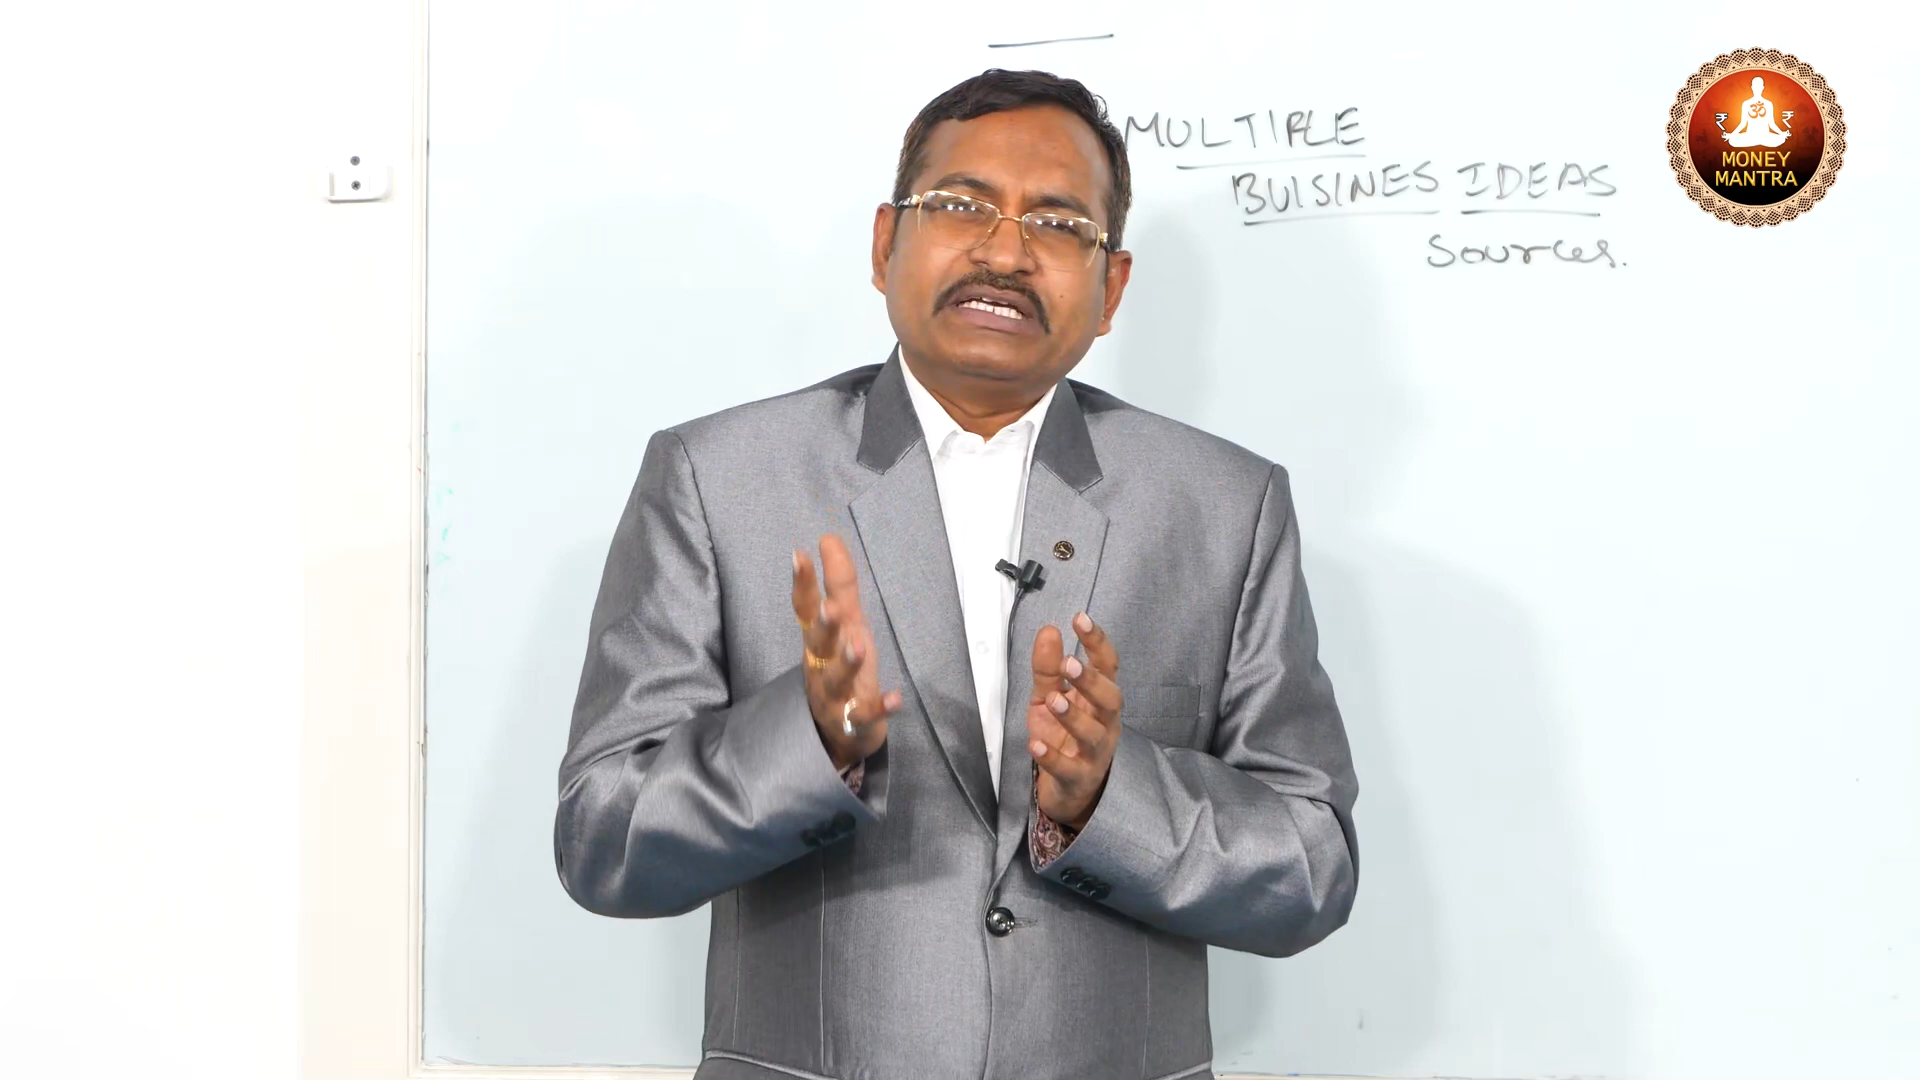 MULTIPLE
BUISINES IDEAS
Sources.
₹ ॐ ₹
MONEY
MANTRA